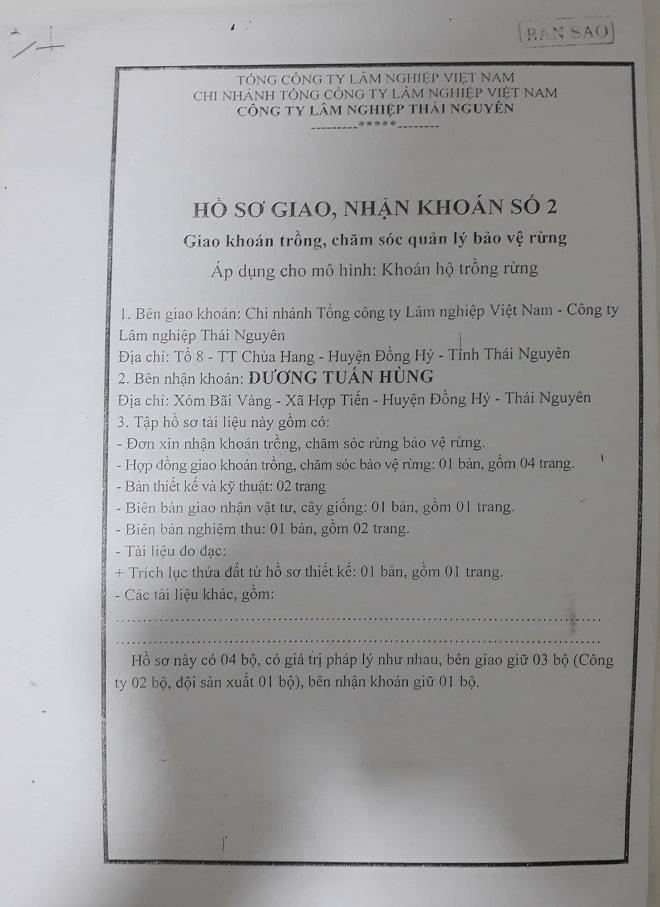 BẢN SAO
TỔNG CÔNG TY LÂM NGHIỆP VIỆT NAM
CHI NHÁNH TỔNG CÔNG TY LÂM NGHIỆP VIỆT NAM
CÔNG TY LÂM NGHIỆP THÁI NGUYÊN
---------*****--------
HỒ SƠ GIAO, NHẬN KHOÁN SỐ 2
Giao khoán trồng, chăm sóc quản lý bảo vệ rừng
Áp dụng cho mô hình: Khoán hộ trồng rừng
1. Bên giao khoán: Chi nhánh Tổng công ty Lâm nghiệp Việt Nam - Công ty
Lâm nghiệp Thái Nguyên
Địa chỉ: Tổ 8 - TT Chùa Hang - Huyện Đồng Hỷ - Tỉnh Thái Nguyên
2. Bên nhận khoán: DƯƠNG TUẤN HÙNG
Địa chỉ: Xóm Bãi Vàng - Xã Hợp Tiến - Huyện Đồng Hỷ - Thái Nguyên
3. Tập hồ sơ tài liệu này gồm có:
- Đơn xin nhận khoán trồng, chăm sóc rừng bảo vệ rừng.
- Hợp đồng giao khoán trồng, chăm sóc bảo vệ rừng: 01 bản, gồm 04 trang.
- Bản thiết kế và kỹ thuật: 02 trang
- Biên bản giao nhận vật tư, cây giống: 01 bản, gồm 01 trang.
- Biên bản nghiệm thu: 01 bản, gồm 02 trang.
- Tài liệu đo đạc:
+ Trích lục thửa đất từ hồ sơ thiết kế: 01 bản, gồm 01 trang.
- Các tài liệu khác, gồm:
Hồ sơ này có 04 bộ, có giá trị pháp lý như nhau, bên giao giữ 03 bộ (Công
ty 02 bộ, đội sản xuất 01 bộ), bên nhận khoán giữ 01 bộ.